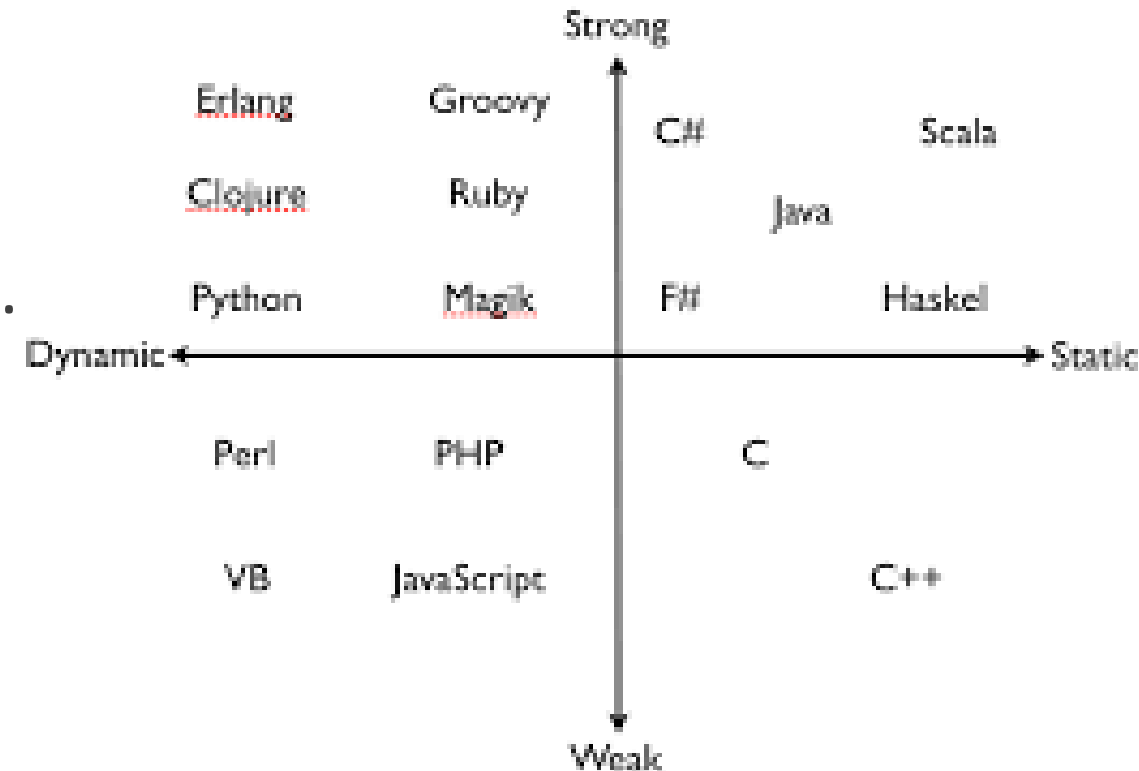 Strong
Erlang Groovy
C# Scala
Clojure Ruby
Java
Python Magik F# Haskel
Dynamic Static
Perl PHP C
VB JavaScript C++
Weak